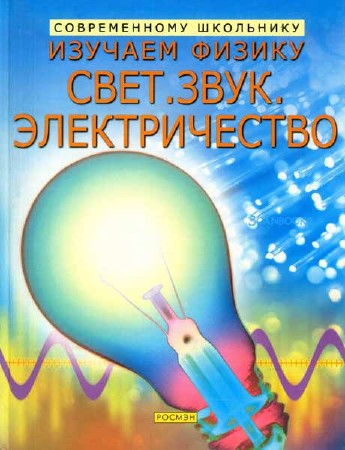 СОВРЕМЕННОМУ ШКОЛЬНИКУ
ИЗУЧАЕМ ФИЗИКУ
СВЕТ. ЗВУК.
ЭЛЕКТРИЧЕСТВО
РОСМЭН